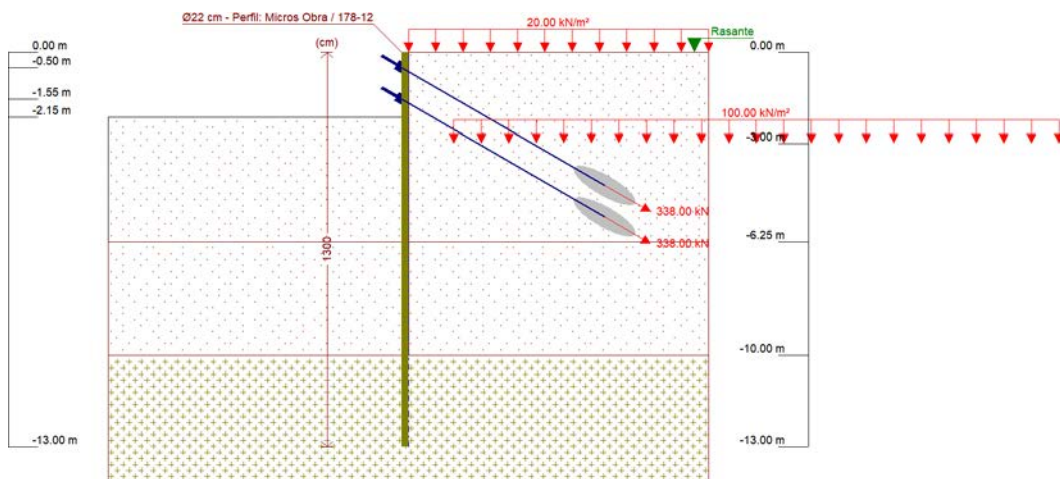 Ø22 cm - Perfil: Micros Obra / 178-12
20.00 kN/m²
Rasante
0.00 m
(cm)
0.00 m
-0.50 m
-1.55 m
-2.15 m
100.00 kN/m²
-3.00 m
338.00 kN
338.00 kN
-6.25 m
1300
-10.00 m
-13.00 m
-13.00 m